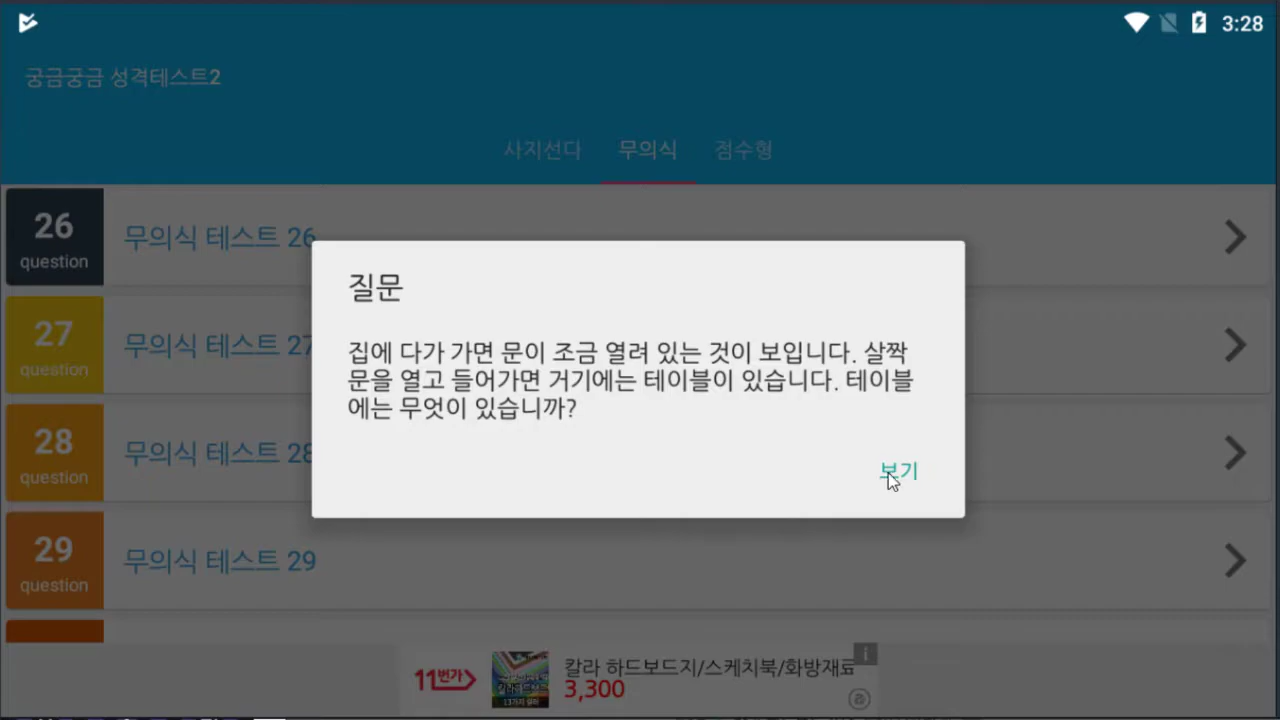 3:28
궁금궁금 성격테스트2
사지선다 무의식 점수형
26
question
무의식 테스트 26
27
question
무의식 테스트 27
28
question
무의식 테스트 28
29
question
무의식 테스트 29
질문
집에 다가 가면 문이 조금 열려 있는 것이 보입니다. 살짝
문을 열고 들어가면 거기에는 테이블이 있습니다. 테이블
에는 무엇이 있습니까?
보기
11번가
칼라 하드보드지/스케치북/화방재료
3,300